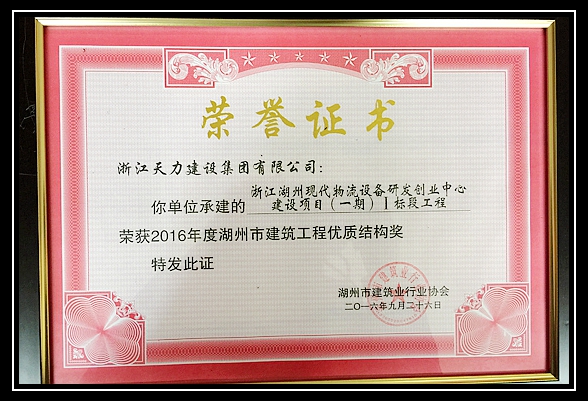 荣誉证书
浙江天力建设集团有限公司：
你单位承建的
浙江湖州现代物流设备研发创业中心
建设项目（一期）Ⅰ标段工程
荣获2016年度湖州市建筑工程优质结构奖
特发此证
湖州市建筑业行业协会
二〇一六年九月二十六日